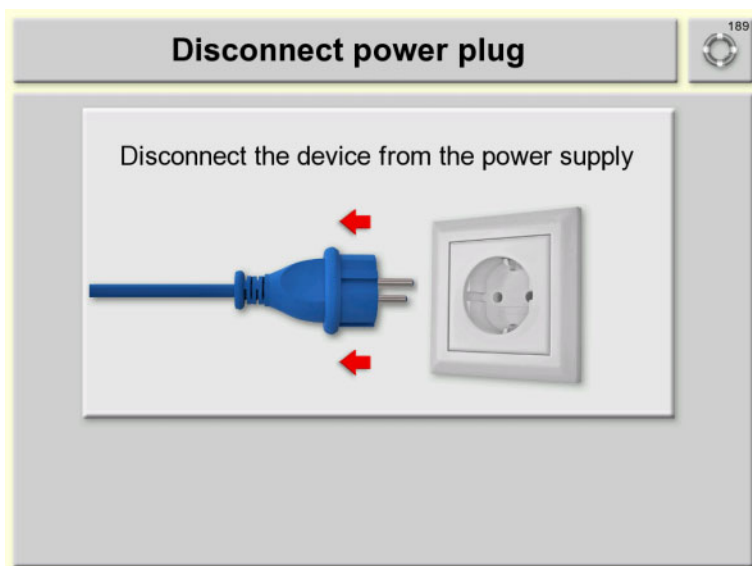 Disconnect power plug
189
Disconnect the device from the power supply